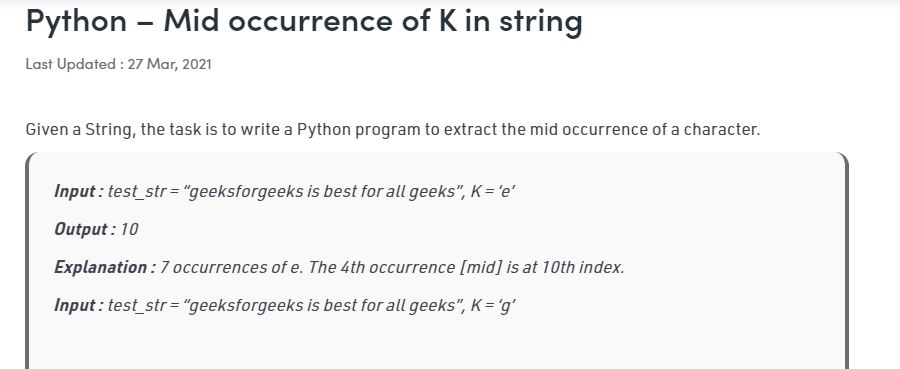 Python – Mid occurrence of K in string
Last Updated : 27 Mar, 2021
Given a String, the task is to write a Python program to extract the mid occurrence of a character.
Input : test_str = “geeksforgeeks is best for all geeks”, K = ‘e’
Output : 10
Explanation : 7 occurrences of e. The 4th occurrence [mid] is at 10th index.
Input : test_str = “geeksforgeeks is best for all geeks”, K = ‘g’